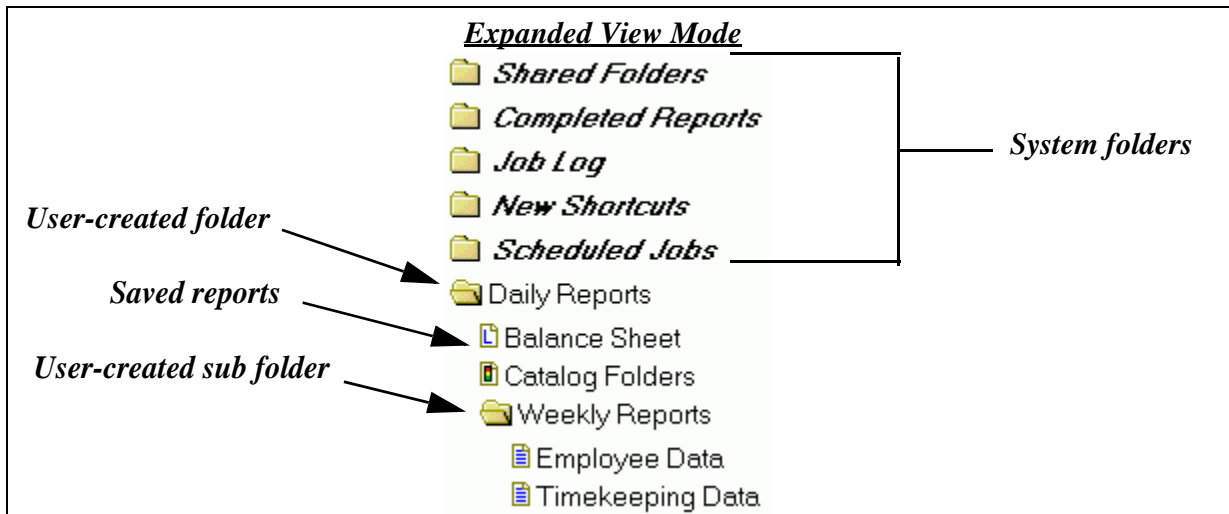 Expanded View Mode
Shared Folders
Completed Reports
Job Log
System folders
New Shortcuts
User-created folder
Scheduled Jobs
Daily Reports
Saved reports
Balance Sheet
User-created sub folder
Catalog Folders
Weekly Reports
Employee Data
Timekeeping Data